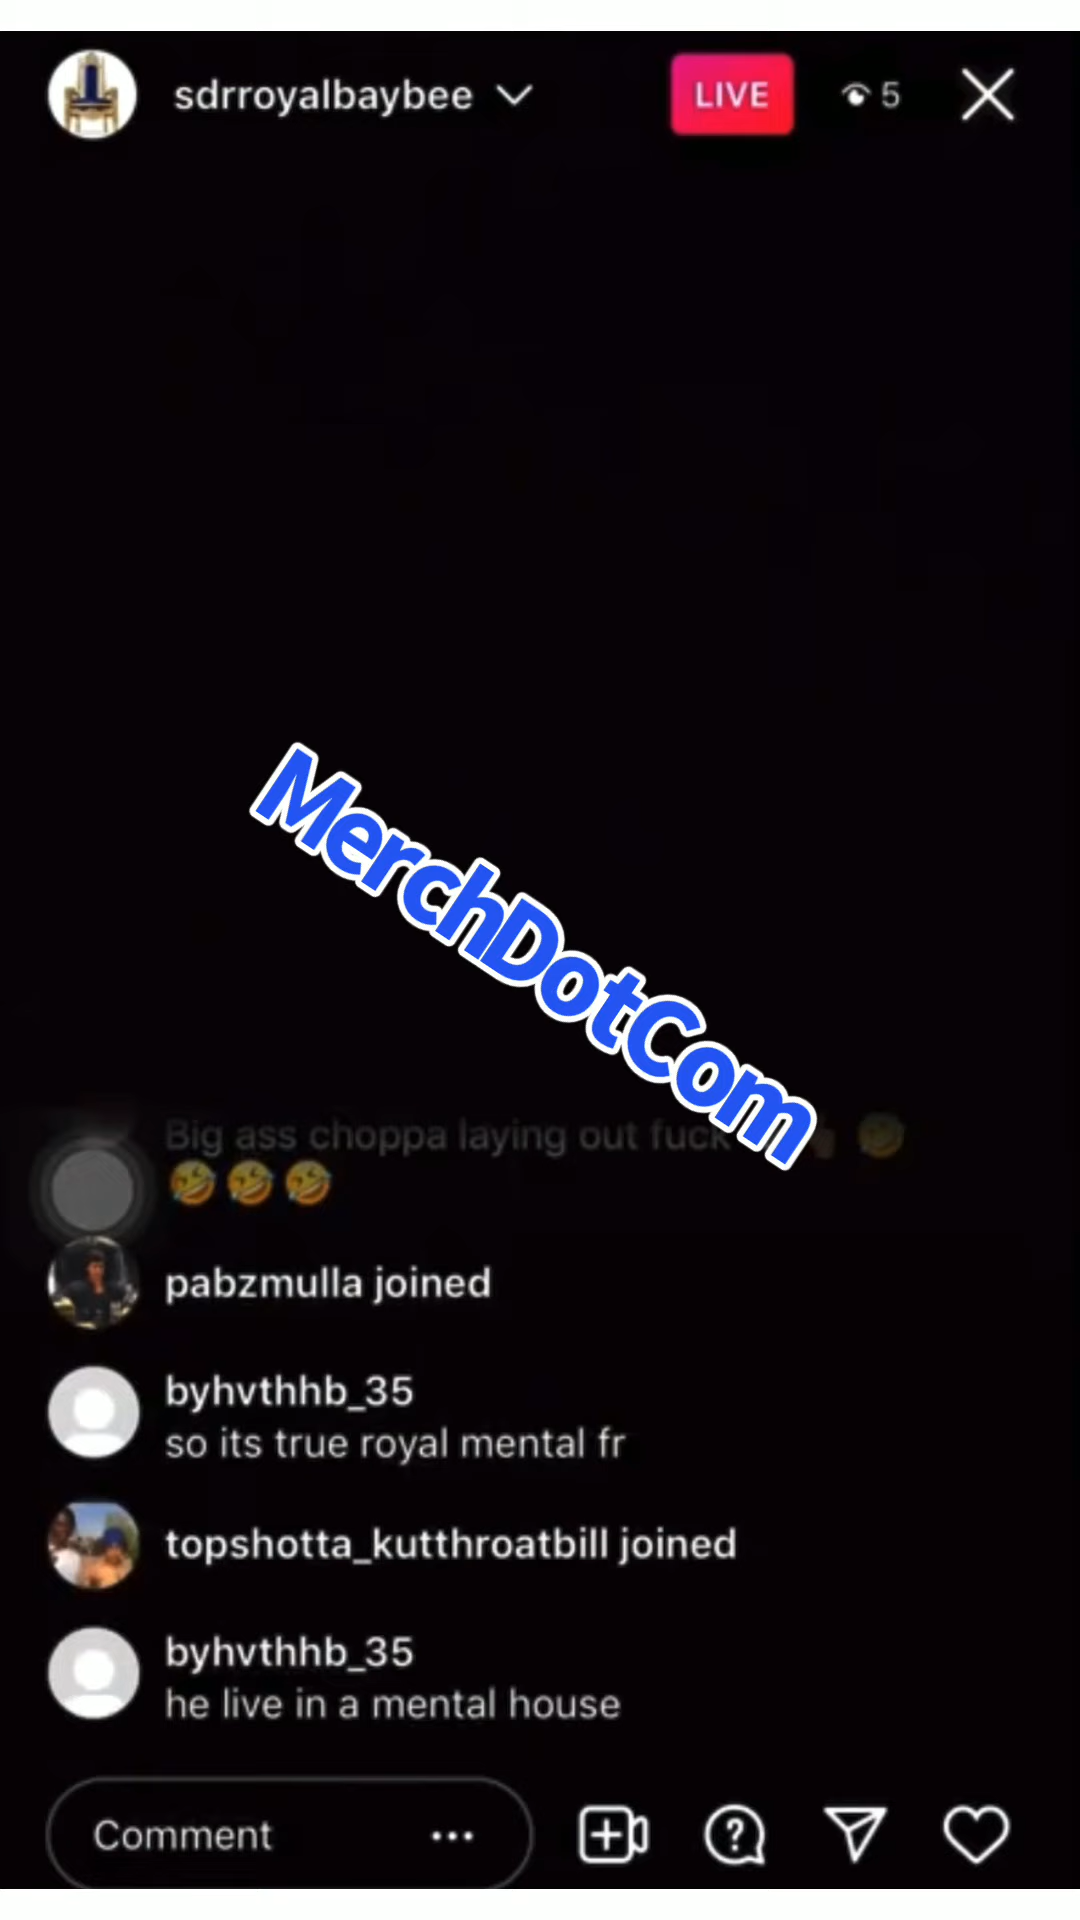 sdrroyalbaybee
LIVE
5
MerchDotCom
Big ass choppa laying out fuck
🤣
🤣🤣🤣
pabzmulla joined
byhvthhb_35
so its true royal mental fr
topshotta_kutthroatbill joined
byhvthhb_35
he live in a mental house
Comment